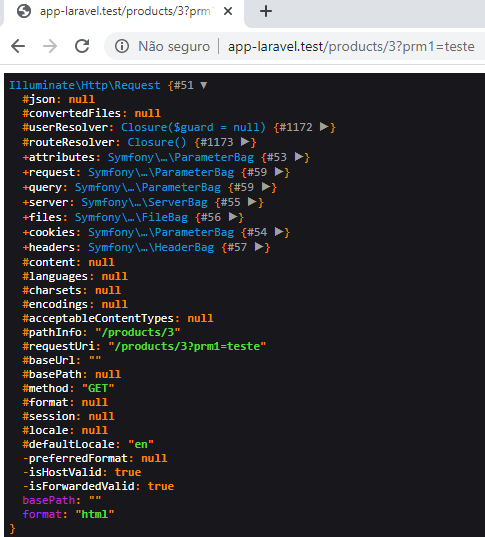 app-laravel.test/products/3?prm1
Não seguro | app-laravel.test/products/3?prm1=teste
Illuminate\Http\Request {#51 ▼
#json: null
#convertedFiles: null
#userResolver: Closure($guard = null) {#1172 ▶}
#routeResolver: Closure() {#1173 ▶}
+attributes: Symfony\…\ParameterBag {#53 ▶}
+request: Symfony\…\ParameterBag {#59 ▶}
+query: Symfony\…\ParameterBag {#59 ▶}
+server: Symfony\…\ServerBag {#55 ▶}
+files: Symfony\…\FileBag {#56 ▶}
+cookies: Symfony\…\ParameterBag {#54 ▶}
+headers: Symfony\…\HeaderBag {#57 ▶}
#content: null
#languages: null
#charsets: null
#encodings: null
#acceptableContentTypes: null
#pathInfo: "/products/3"
#requestUri: "/products/3?prm1=teste"
#baseUrl: ""
#basePath: null
#method: "GET"
#format: null
#session: null
#locale: null
#defaultLocale: "en"
-preferredFormat: null
-isHostValid: true
-isForwardedValid: true
basePath: ""
format: "html"
}